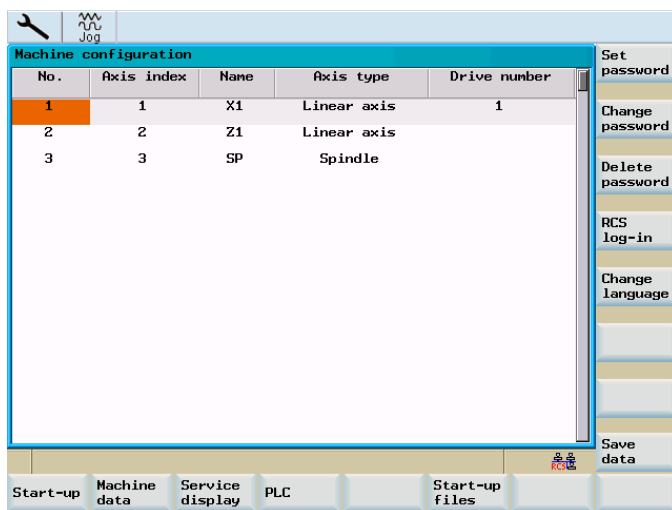 Jog
Machine configuration
No. Axis index Name Axis type Drive number
1 1 X1 Linear axis 1
2 2 Z1 Linear axis
3 3 SP Spindle
Set
password
Change
password
Delete
password
RCS
log-in
Change
language
Save
data
RCS
Start-up
Machine
data
Service
display
PLC
Start-up
files